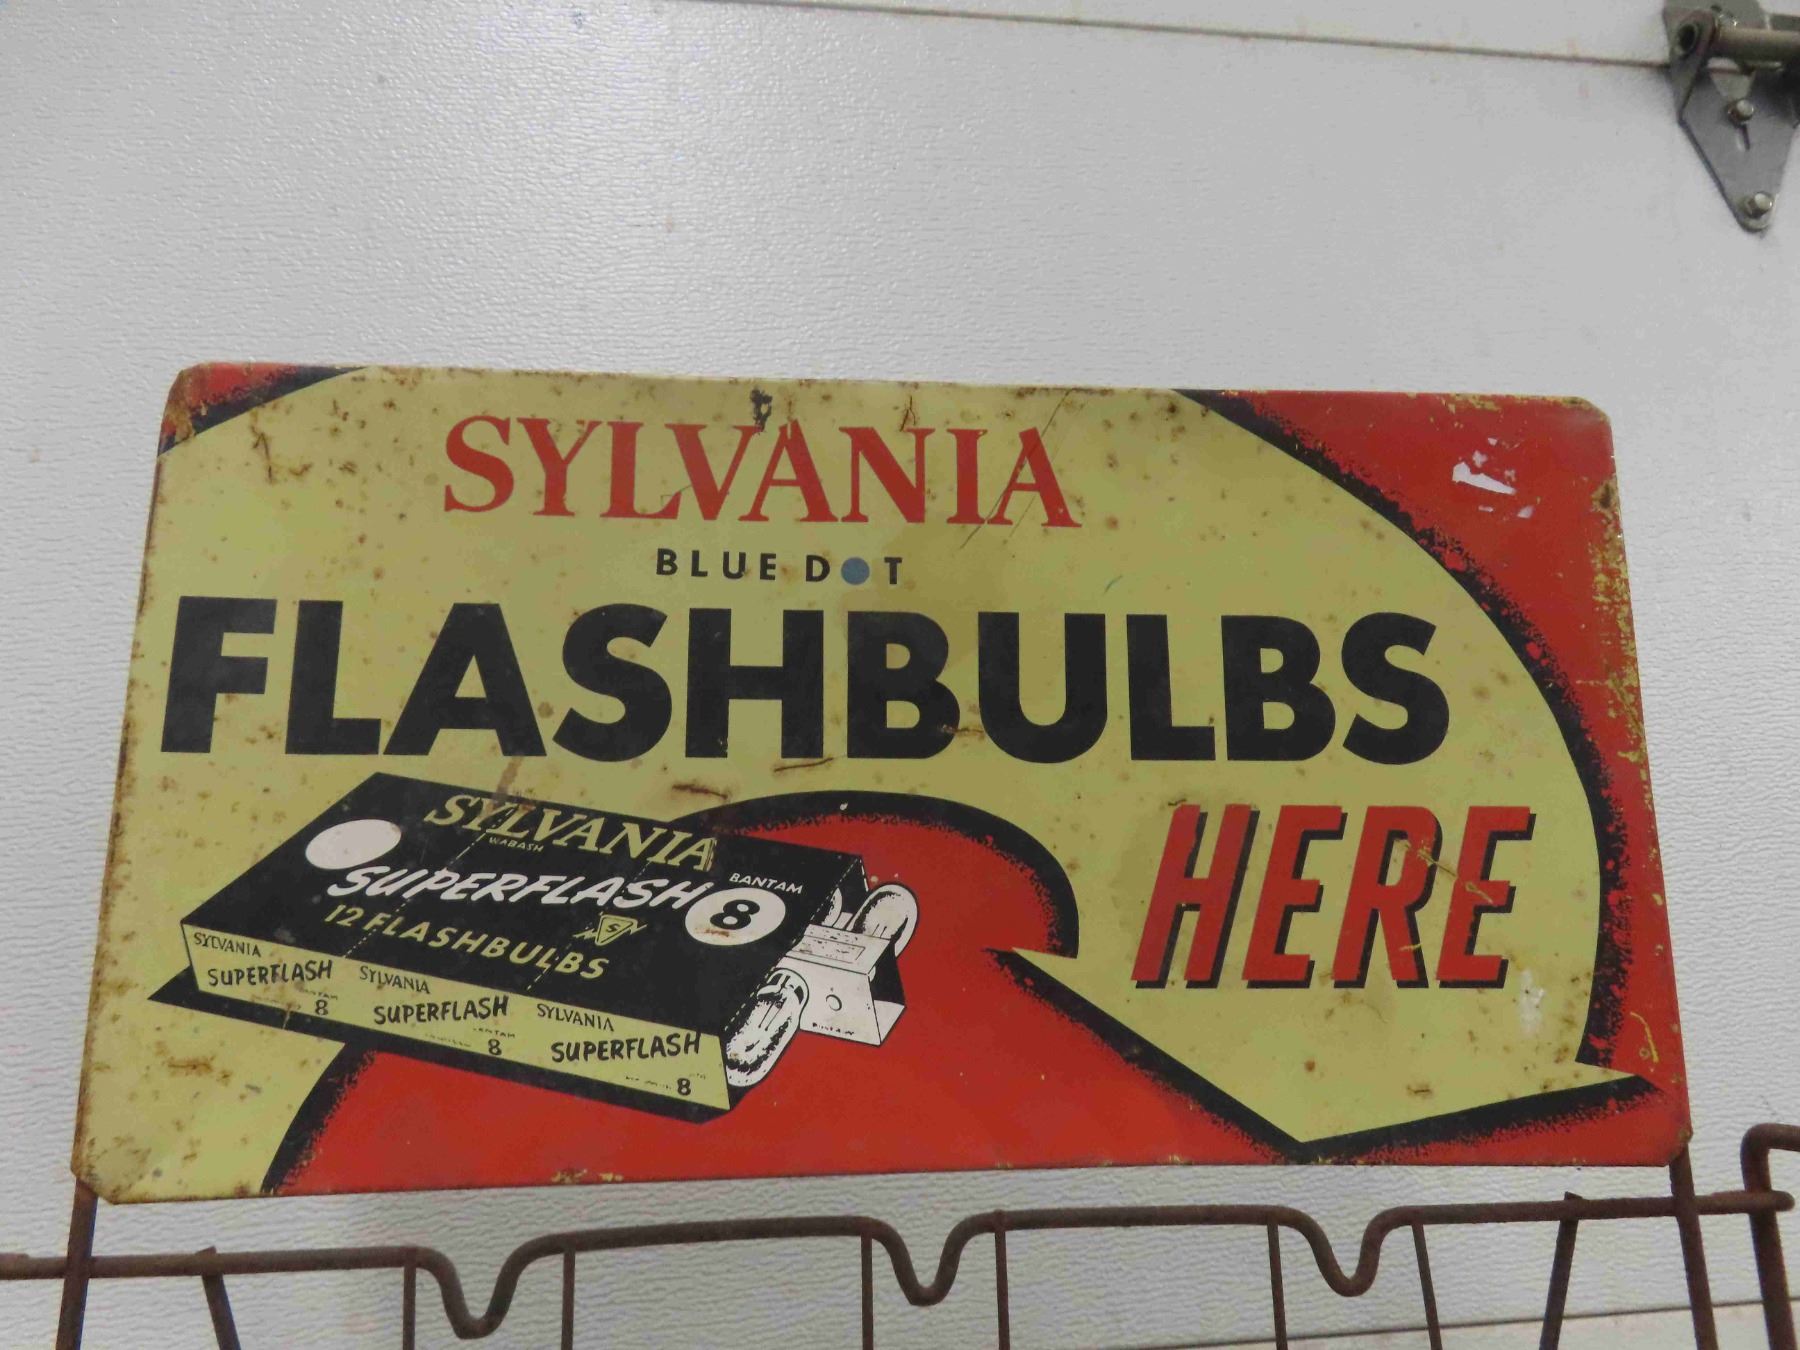 SYLVANIA
BLUE DOT
FLASHBULBS
HERE
SYLVANIA
WABASH
SUPERFLASH
BANTAM
8
12 FLASHBULBS
S
SYLVANIA
SUPERFLASH
8
SYLVANIA
SUPERFLASH
BANTAM
8
SYLVANIA
SUPERFLASH
8